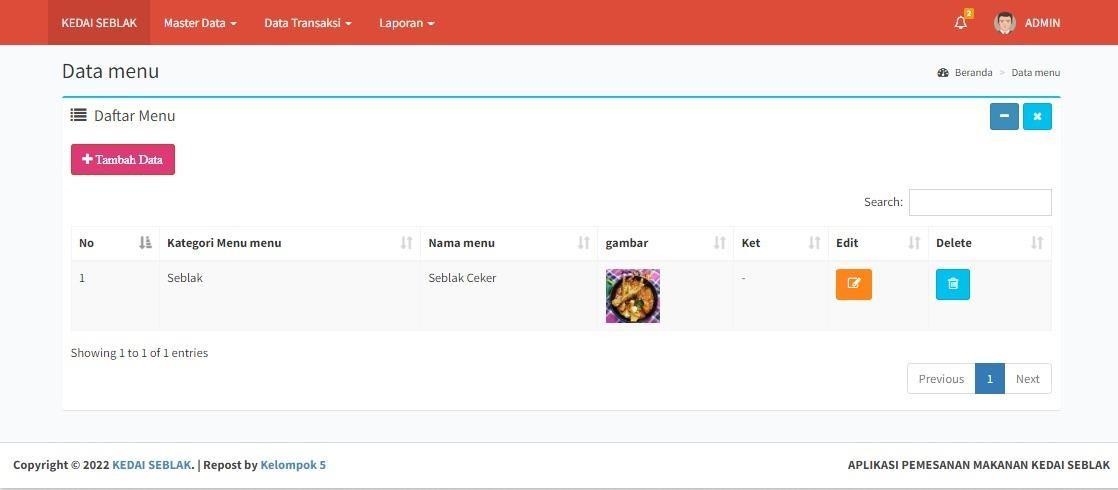 KEDAI SEBLAK Master Data Data Transaksi Laporan 2 ADMIN
Data menu Beranda > Data menu
Daftar Menu
Tambah Data
Search:
No Kategori Menu menu Nama menu gambar Ket Edit Delete
1 Seblak Seblak Ceker -
Showing 1 to 1 of 1 entries
Previous 1 Next
Copyright © 2022 KEDAI SEBLAK. | Repost by Kelompok 5 APLIKASI PEMESANAN MAKANAN KEDAI SEBLAK